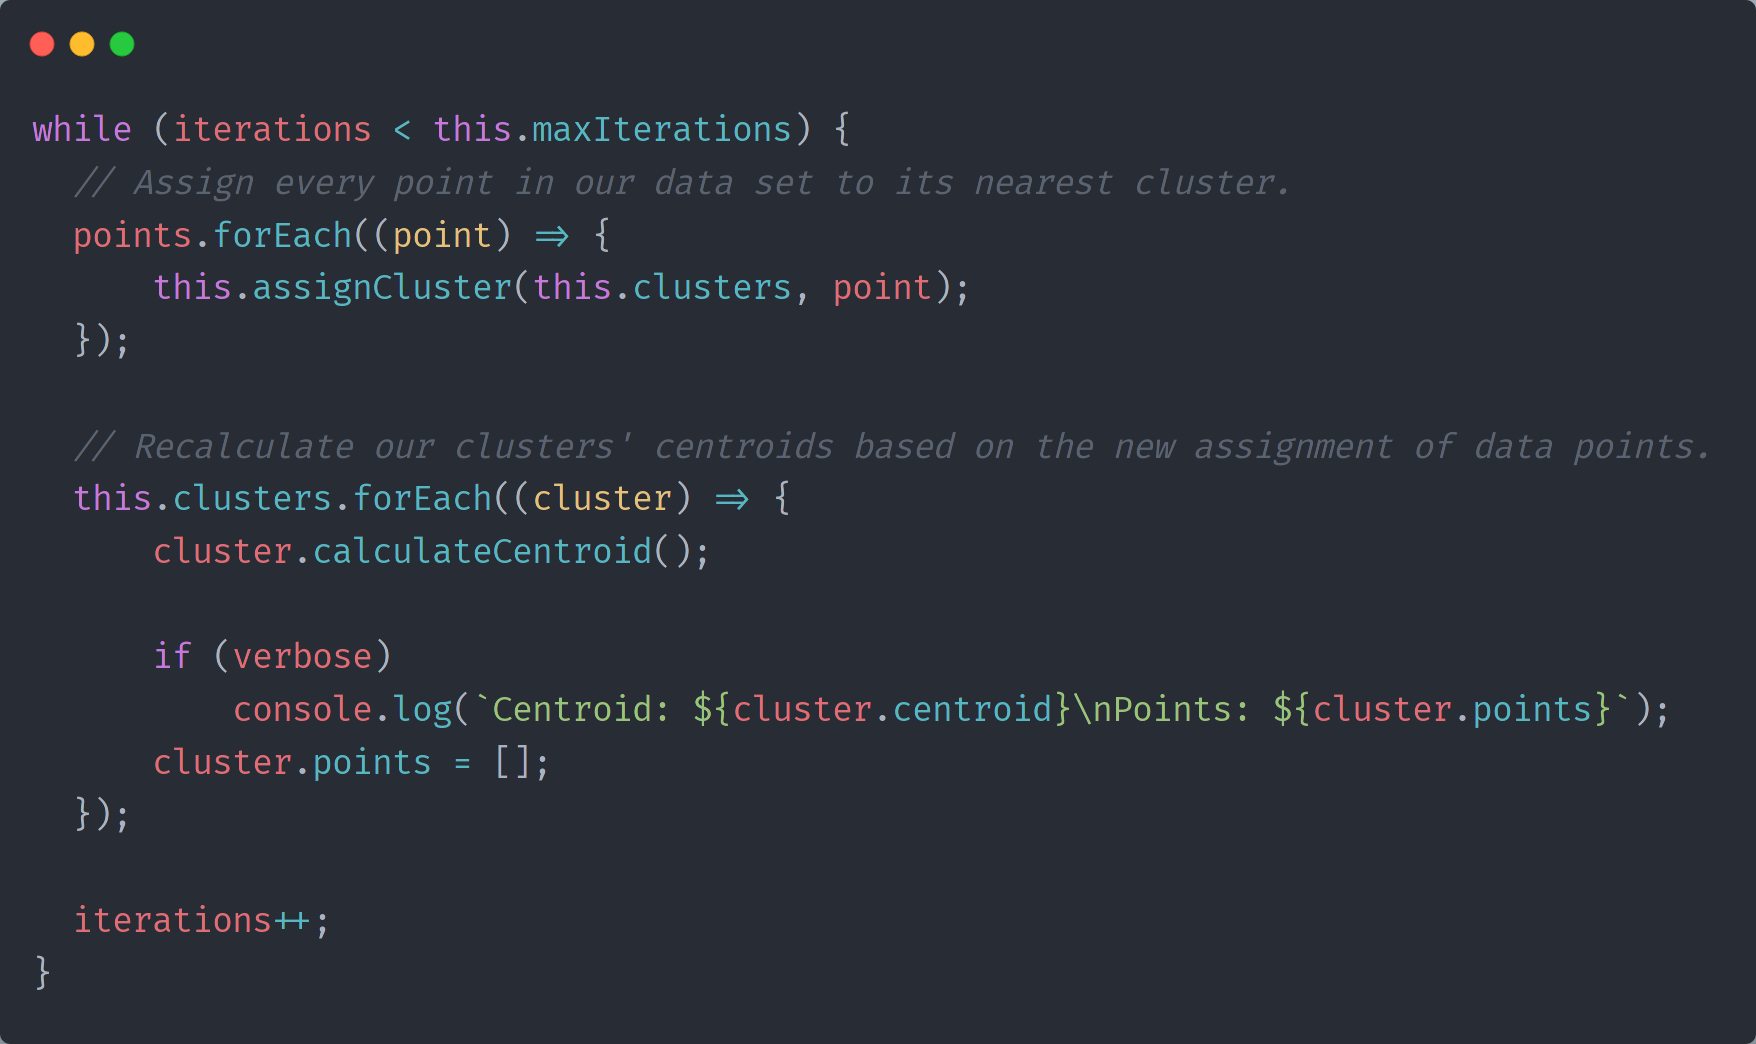 while (iterations < this.maxIterations) {
  // Assign every point in our data set to its nearest cluster.
  points.forEach((point) => {
      this.assignCluster(this.clusters, point);
  });

  // Recalculate our clusters' centroids based on the new assignment of data points.
  this.clusters.forEach((cluster) => {
      cluster.calculateCentroid();

      if (verbose)
          console.log(`Centroid: ${cluster.centroid}\nPoints: ${cluster.points}`);
      cluster.points = [];
  });

  iterations++;
}